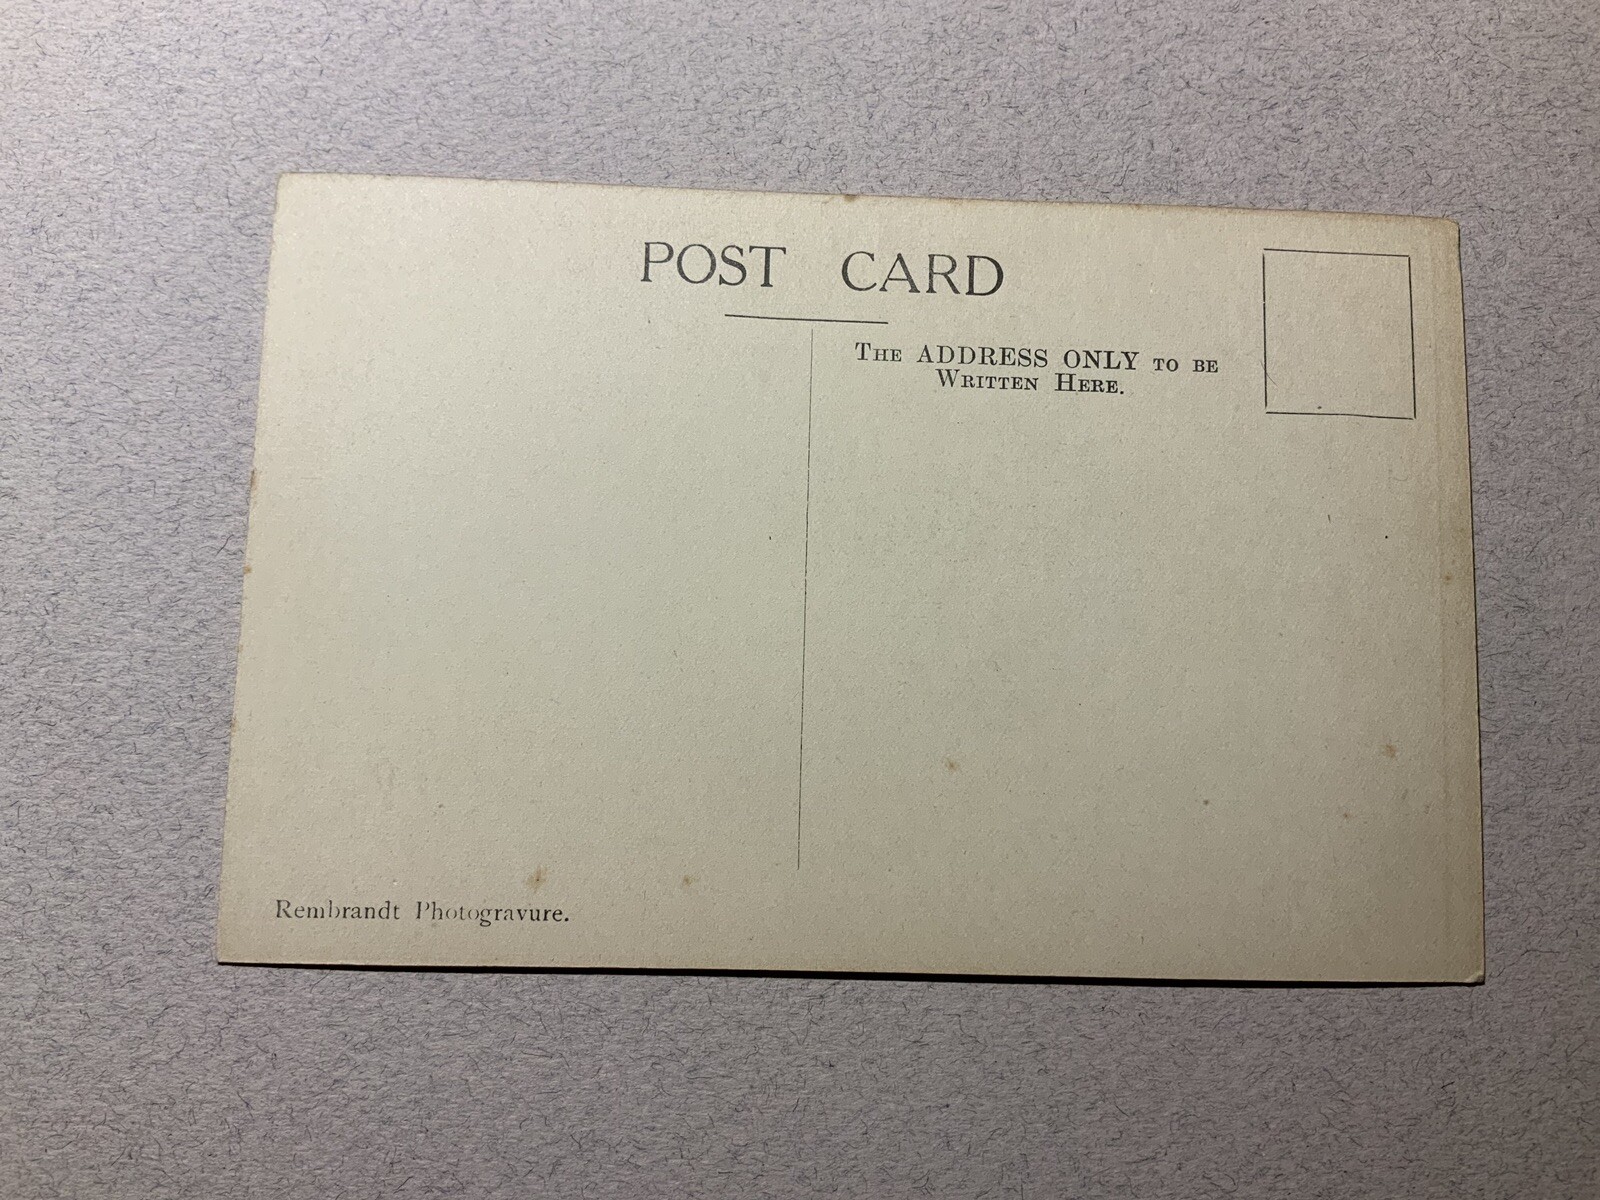 POST CARD
THE ADDRESS ONLY TO BE
WRITTEN HERE.
Rembrandt Photogravure.